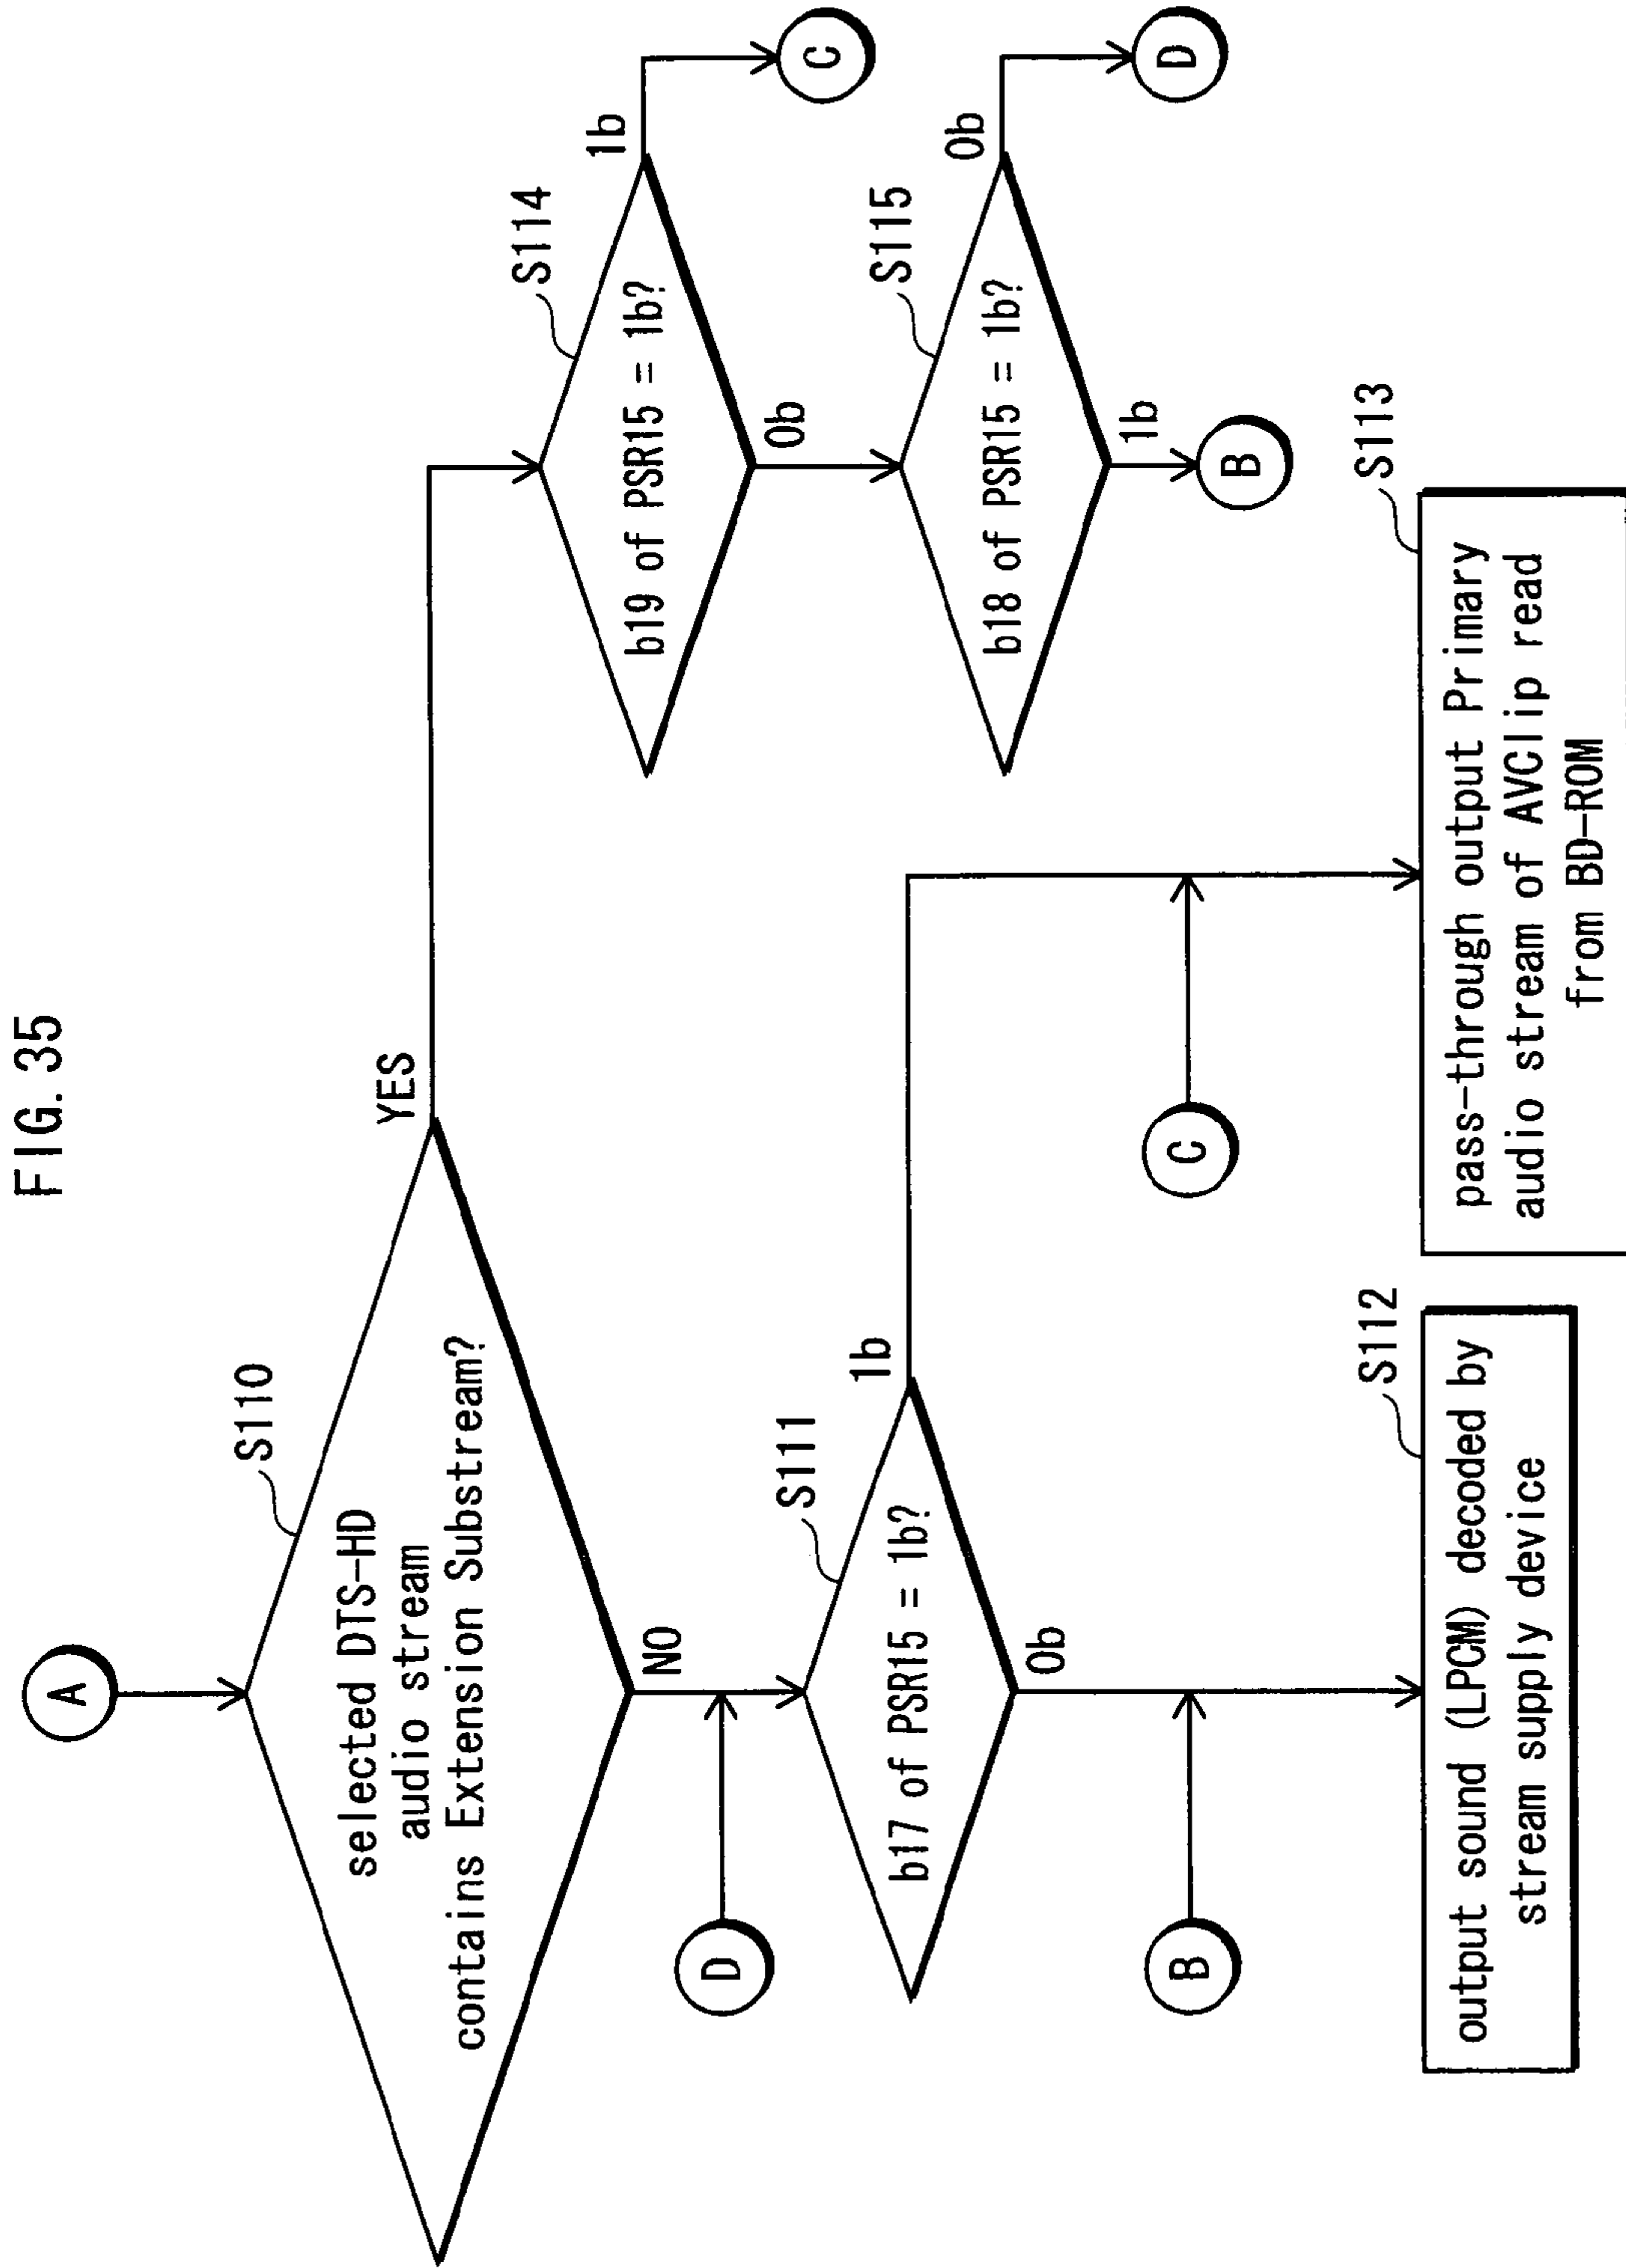 FIG. 35
A
S110
selected DTS-HD
audio stream
contains Extension Substream?
YES
NO
D
S111
b17 of PSR15 = 1b?
1b
0b
B
C
S112
output sound (LPCM) decoded by
stream supply device
S113
pass-through output Primary
audio stream of AVClip read
from BD-ROM
S114
b19 of PSR15 = 1b?
1b
C
0b
S115
b18 of PSR15 = 1b?
0b
D
1b
B